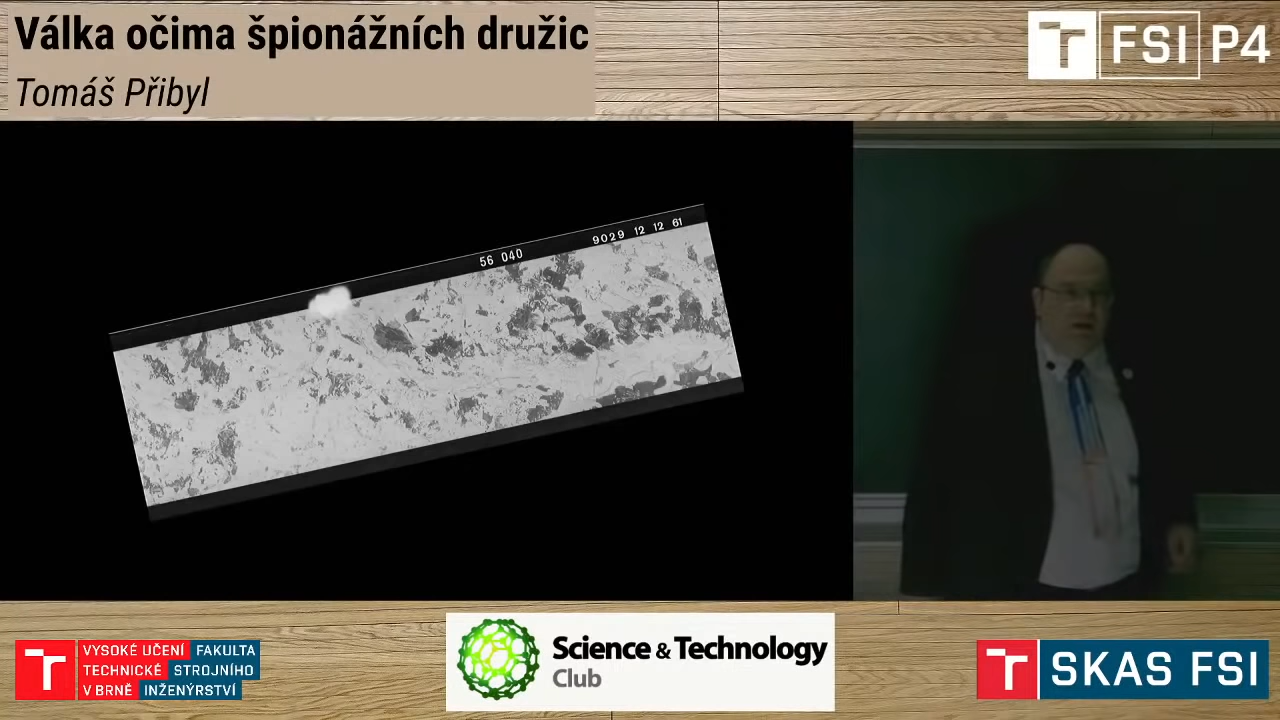 Válka očima špionážních družic
Tomáš Přibyl
FSI P4
56 040
9029 12 12 61
VYSOKÉ UČENÍ FAKULTA
TECHNICKÉ STROJNÍHO
V BRNĚ INŽENÝRSTVÍ
Science & Technology
Club
SKAS FSI